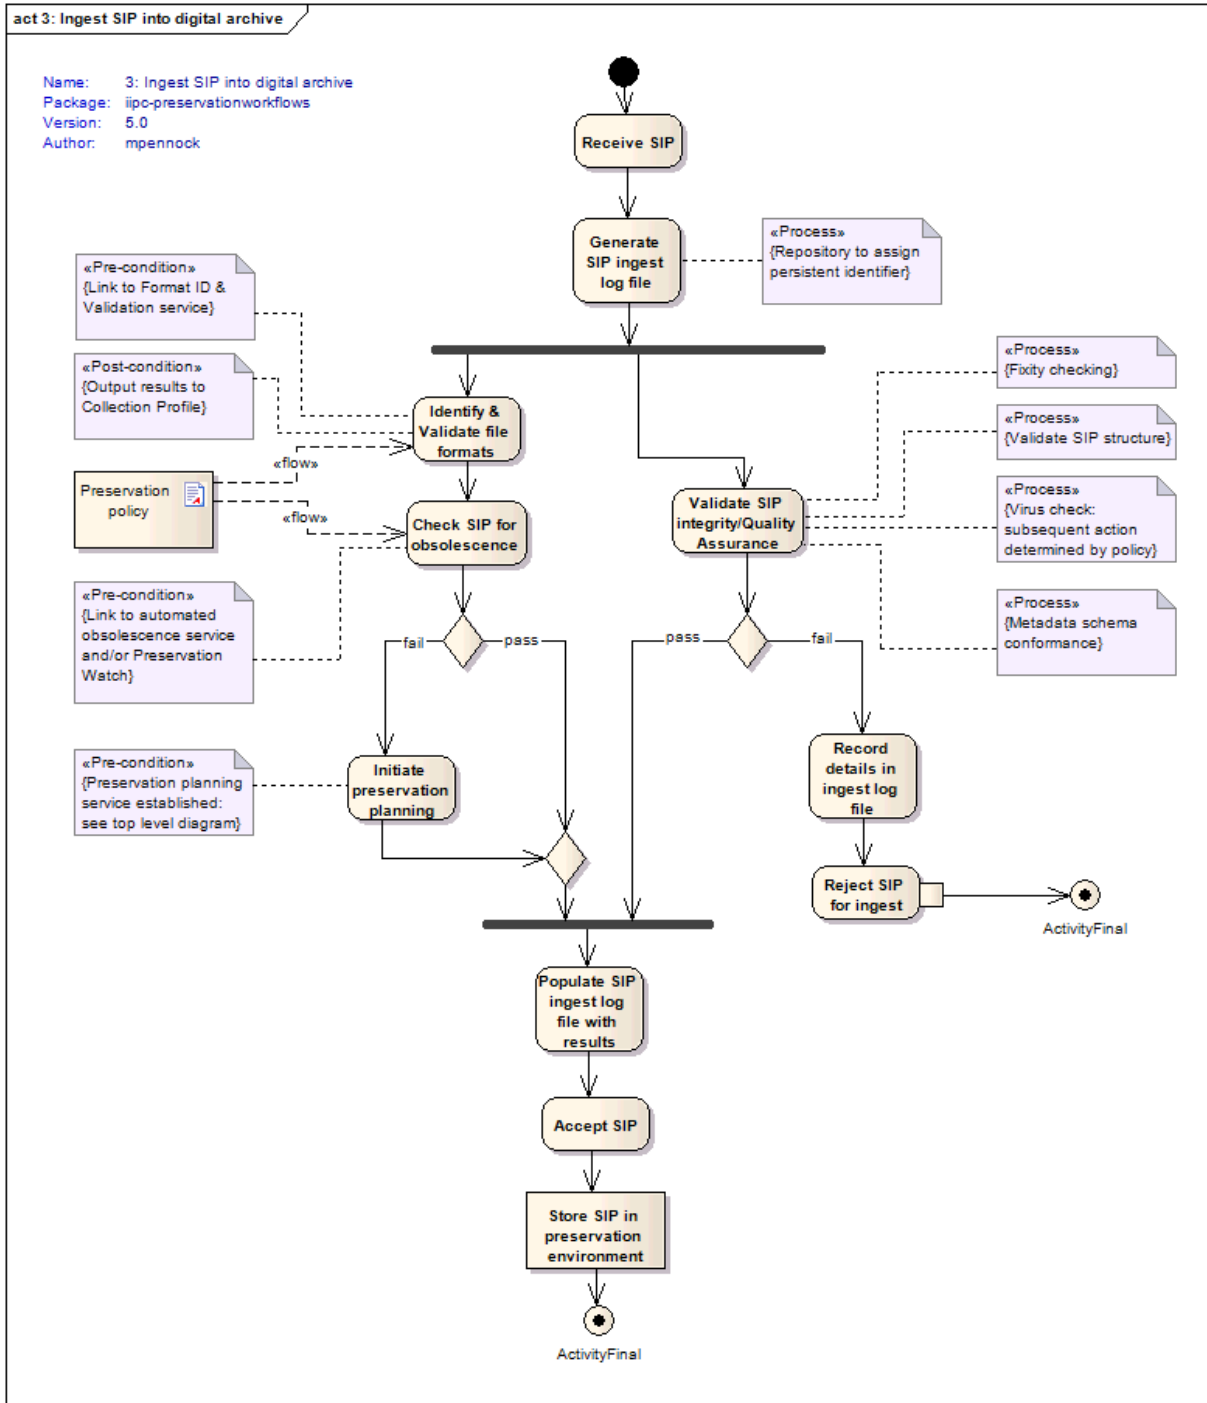 act 3: Ingest SIP into digital archive
Name: 3: Ingest SIP into digital archive
Package: iipc-preservationworkflows
Version: 5.0
Author: mpennock
Receive SIP
Generate
SIP ingest
log file
«Process»
{Repository to assign
persistent identifier}
«Pre-condition»
{Link to Format ID &
Validation service}
«Post-condition»
{Output results to
Collection Profile}
Identify &
Validate file
formats
«flow»
Preservation
policy
«flow»
Check SIP for
obsolescence
«Pre-condition»
{Link to automated
obsolescence service
and/or Preservation
Watch}
fail
pass
«Pre-condition»
{Preservation planning
service established:
see top level diagram}
Initiate
preservation
planning
Validate SIP
integrity/Quality
Assurance
«Process»
{Fixity checking}
«Process»
{Validate SIP structure}
«Process»
{Virus check:
subsequent action
determined by policy}
«Process»
{Metadata schema
conformance}
pass
fail
Record
details in
ingest log
file
Reject SIP
for ingest
ActivityFinal
Populate SIP
ingest log
file with
results
Accept SIP
Store SIP in
preservation
environment
ActivityFinal